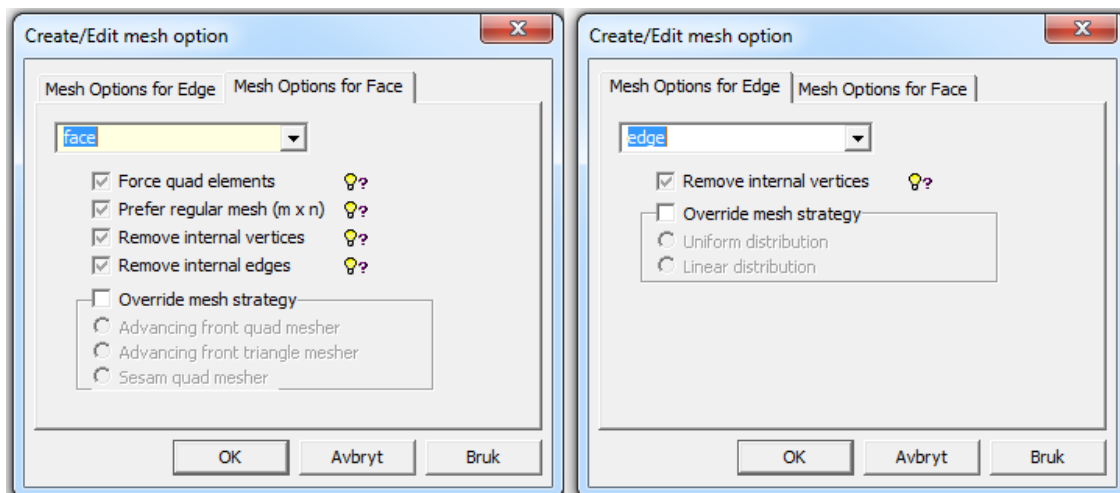 Create/Edit mesh option
Mesh Options for Edge Mesh Options for Face
face
Force quad elements ?
Prefer regular mesh (m x n) ?
Remove internal vertices ?
Remove internal edges ?
Override mesh strategy
Advancing front quad mesher
Advancing front triangle mesher
Sesam quad mesher
OK Avbryt Bruk
Create/Edit mesh option
Mesh Options for Edge Mesh Options for Face
edge
Remove internal vertices ?
Override mesh strategy
Uniform distribution
Linear distribution
OK Avbryt Bruk